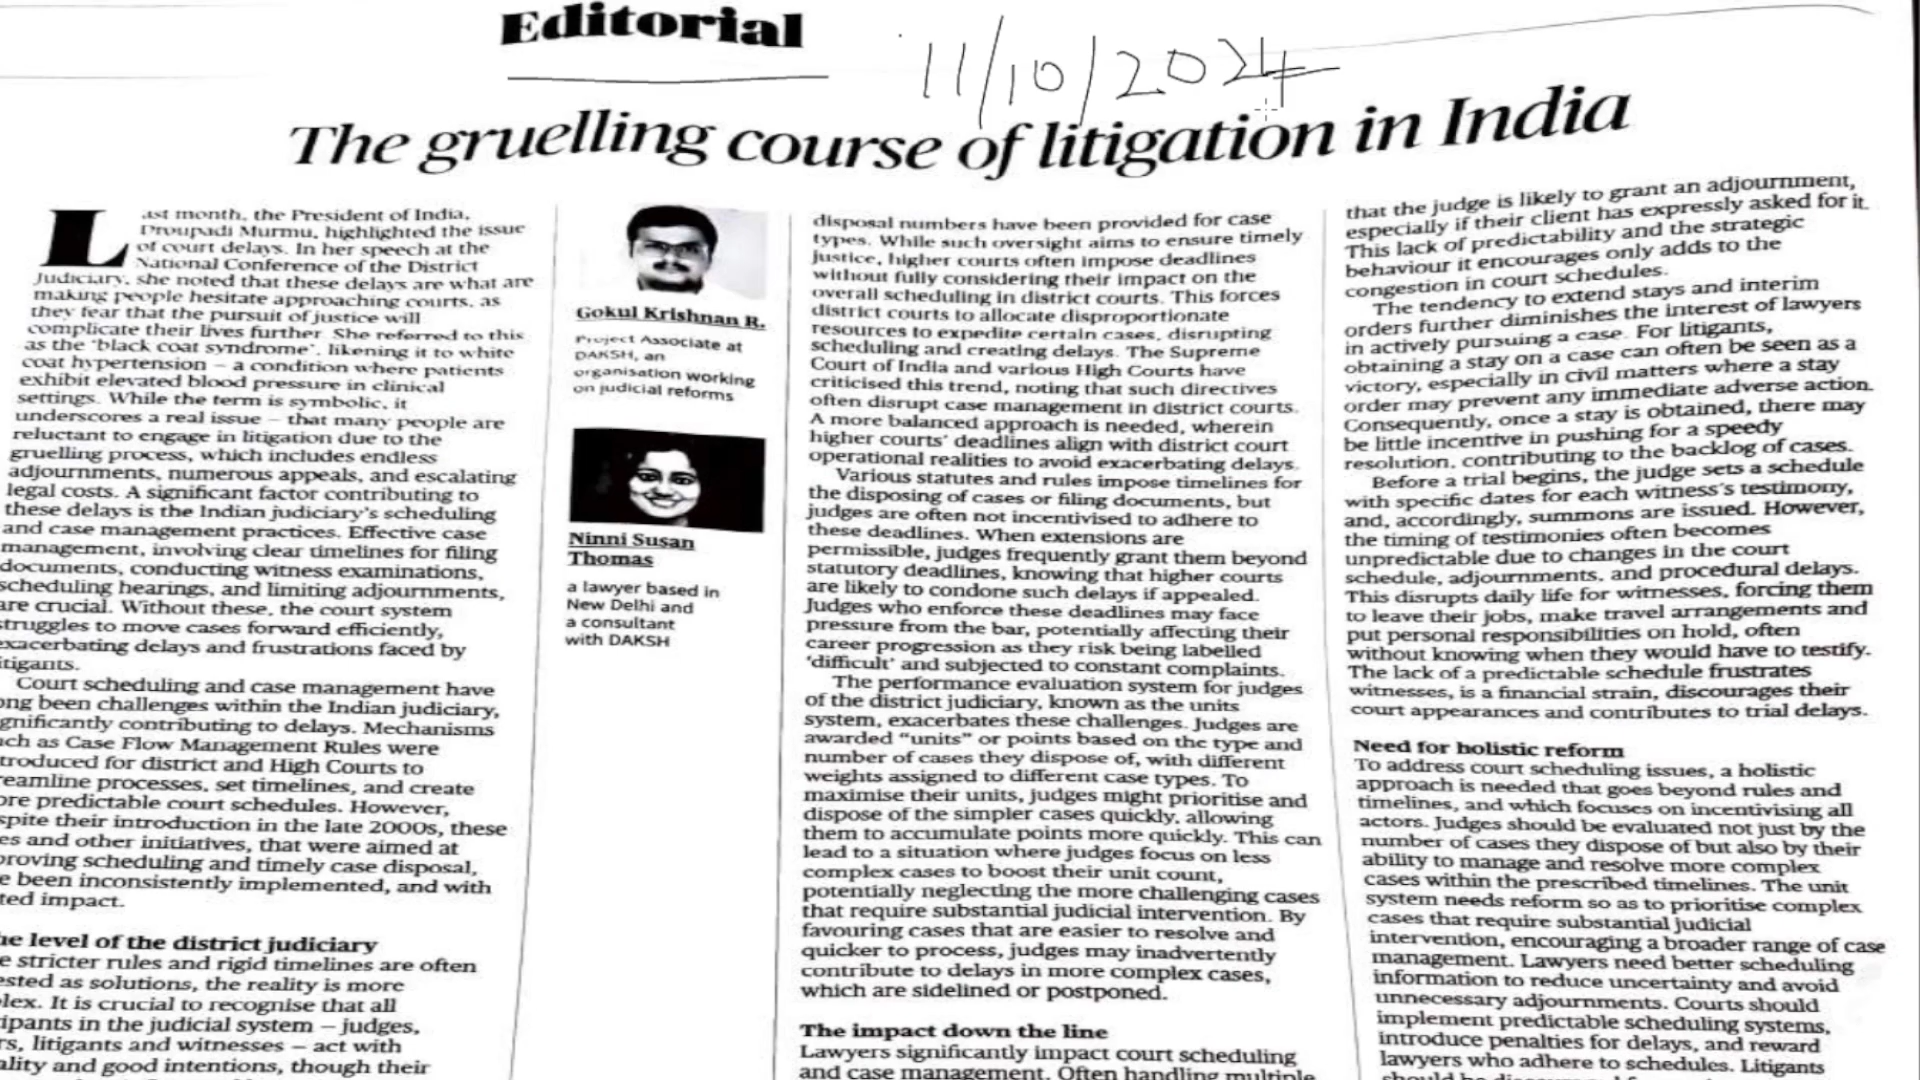 Editorial
11/10/2024
The gruelling course of litigation in India
Last month, the President of India,
Droupadi Murmu, highlighted the issue
of court delays. In her speech at the
National Conference of the District
Judiciary, she noted that these delays are what are
making people hesitate approaching courts, as
they fear that the pursuit of justice will
complicate their lives further. She referred to this
as the 'black coat syndrome', likening it to white
coat hypertension – a condition where patients
exhibit elevated blood pressure in clinical
settings. While the term is symbolic, it
underscores a real issue – that many people are
reluctant to engage in litigation due to the
gruelling process, which includes endless
adjournments, numerous appeals, and escalating
legal costs. A significant factor contributing to
these delays is the Indian judiciary's scheduling
and case management practices. Effective case
management, involving clear timelines for filing
documents, conducting witness examinations,
scheduling hearings, and limiting adjournments,
are crucial. Without these, the court system
struggles to move cases forward efficiently,
exacerbating delays and frustrations faced by
itigants.
Court scheduling and case management have
ong been challenges within the Indian judiciary,
gnificantly contributing to delays. Mechanisms
ch as Case Flow Management Rules were
troduced for district and High Courts to
reamline processes, set timelines, and create
ore predictable court schedules. However,
spite their introduction in the late 2000s, these
es and other initiatives, that were aimed at
proving scheduling and timely case disposal,
e been inconsistently implemented, and with
ted impact.
he level of the district judiciary
e stricter rules and rigid timelines are often
ested as solutions, the reality is more
lex. It is crucial to recognise that all
ipants in the judicial system – judges,
rs, litigants and witnesses – act with
ality and good intentions, though their
Gokul Krishnan R.
Project Associate at
DAKSH, an
organisation working
on judicial reforms
Ninni Susan
Thomas
a lawyer based in
New Delhi and
a consultant
with DAKSH
disposal numbers have been provided for case
types. While such oversight aims to ensure timely
justice, higher courts often impose deadlines
without fully considering their impact on the
overall scheduling in district courts. This forces
district courts to allocate disproportionate
resources to expedite certain cases, disrupting
scheduling and creating delays. The Supreme
Court of India and various High Courts have
criticised this trend, noting that such directives
often disrupt case management in district courts.
A more balanced approach is needed, wherein
higher courts' deadlines align with district court
operational realities to avoid exacerbating delays.
Various statutes and rules impose timelines for
the disposing of cases or filing documents, but
judges are often not incentivised to adhere to
these deadlines. When extensions are
permissible, judges frequently grant them beyond
statutory deadlines, knowing that higher courts
are likely to condone such delays if appealed.
Judges who enforce these deadlines may face
pressure from the bar, potentially affecting their
career progression as they risk being labelled
'difficult' and subjected to constant complaints.
The performance evaluation system for judges
of the district judiciary, known as the units
system, exacerbates these challenges. Judges are
awarded "units" or points based on the type and
number of cases they dispose of, with different
weights assigned to different case types. To
maximise their units, judges might prioritise and
dispose of the simpler cases quickly, allowing
them to accumulate points more quickly. This can
lead to a situation where judges focus on less
complex cases to boost their unit count,
potentially neglecting the more challenging cases
that require substantial judicial intervention. By
favouring cases that are easier to resolve and
quicker to process, judges may inadvertently
contribute to delays in more complex cases,
which are sidelined or postponed.
The impact down the line
Lawyers significantly impact court scheduling
and case management. Often handling multiple
that the judge is likely to grant an adjournment,
especially if their client has expressly asked for it.
This lack of predictability and the strategic
behaviour it encourages only adds to the
congestion in court schedules.
The tendency to extend stays and interim
orders further diminishes the interest of lawyers
in actively pursuing a case. For litigants,
obtaining a stay on a case can often be seen as a
victory, especially in civil matters where a stay
order may prevent any immediate adverse action.
Consequently, once a stay is obtained, there may
be little incentive in pushing for a speedy
resolution, contributing to the backlog of cases.
Before a trial begins, the judge sets a schedule
with specific dates for each witness's testimony,
and, accordingly, summons are issued. However,
the timing of testimonies often becomes
unpredictable due to changes in the court
schedule, adjournments, and procedural delays.
This disrupts daily life for witnesses, forcing them
to leave their jobs, make travel arrangements and
put personal responsibilities on hold, often
without knowing when they would have to testify.
The lack of a predictable schedule frustrates
witnesses, is a financial strain, discourages their
court appearances and contributes to trial delays.
Need for holistic reform
To address court scheduling issues, a holistic
approach is needed that goes beyond rules and
timelines, and which focuses on incentivising all
actors. Judges should be evaluated not just by the
number of cases they dispose of but also by their
ability to manage and resolve more complex
cases within the prescribed timelines. The unit
system needs reform so as to prioritise complex
cases that require substantial judicial
intervention, encouraging a broader range of case
management. Lawyers need better scheduling
information to reduce uncertainty and avoid
unnecessary adjournments. Courts should
implement predictable scheduling systems,
introduce penalties for delays, and reward
lawyers who adhere to schedules. Litigants